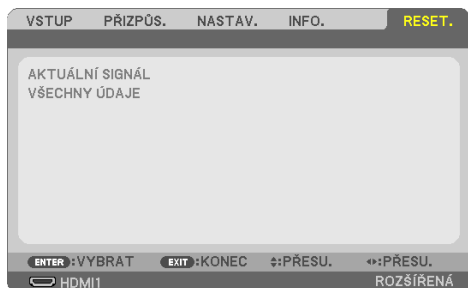 VSTUP PŘIZPŮS. NASTAV. INFO. RESET.
AKTUÁLNÍ SIGNÁL
VŠECHNY ÚDAJE
ENTER :VYBRAT EXIT :KONEC :PŘESU. :PŘESU.
HDMI1 ROZŠÍŘENÁ